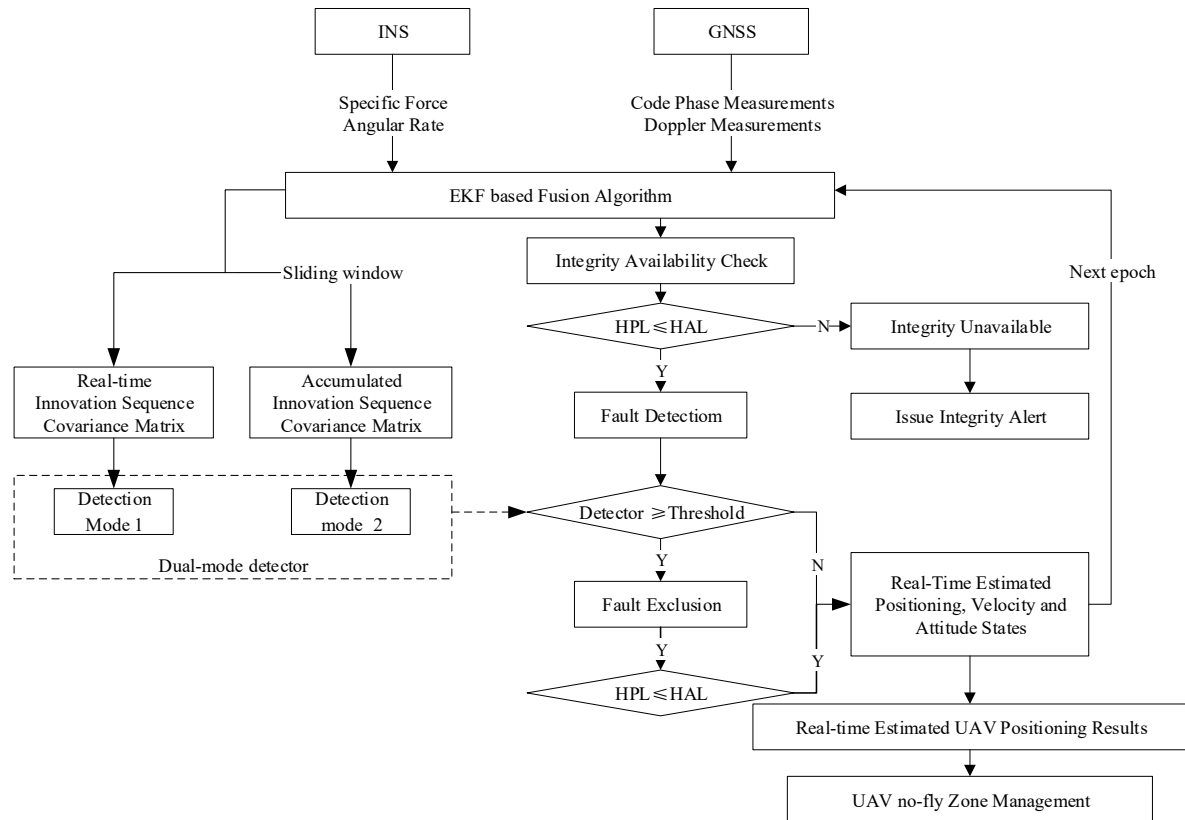 INS
GNSS
Specific Force
Angular Rate
Code Phase Measurements
Doppler Measurements
EKF based Fusion Algorithm
Integrity Availability Check
Sliding window
Next epoch
HPL≤HAL
N
Integrity Unavailable
Y
Real-time
Innovation Sequence
Covariance Matrix
Accumulated
Innovation Sequence
Covariance Matrix
Fault Detectiom
Issue Integrity Alert
Detection
Mode 1
Detection
mode 2
Dual-mode detector
Detector ≥Threshold
Y
N
Fault Exclusion
Real-Time Estimated
Positioning, Velocity and
Attitude States
Y
Y
HPL≤HAL
Real-time Estimated UAV Positioning Results
UAV no-fly Zone Management